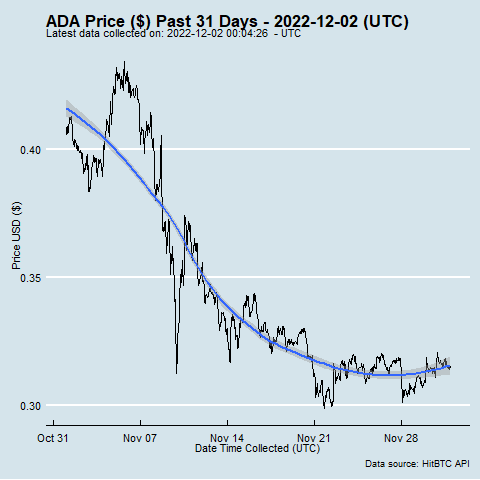 ADA Price ($) Past 31 Days - 2022-12-02 (UTC)
Latest data collected on: 2022-12-02 00:04:26 - UTC
Price USD ($)
0.40
0.35
0.30
Oct 31 Nov 07 Nov 14 Nov 21 Nov 28
Date Time Collected (UTC)
Data source: HitBTC API